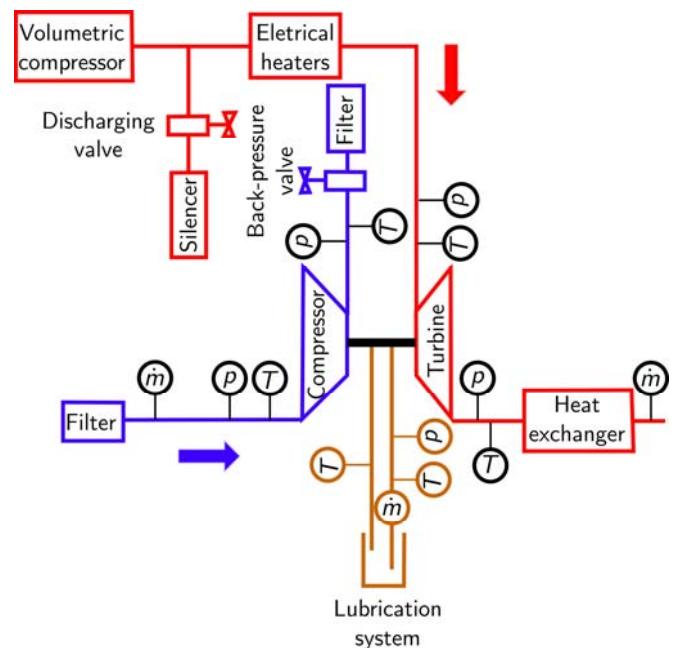 Volumetric
compressor
Eletrical
heaters
Discharging
valve
Silencer
Back-pressure
valve
Filter
p
T
p
T
Compressor
Turbine
ṁ
p
T
Filter
p
T
Heat
exchanger
ṁ
T
p
T
ṁ
Lubrication
system